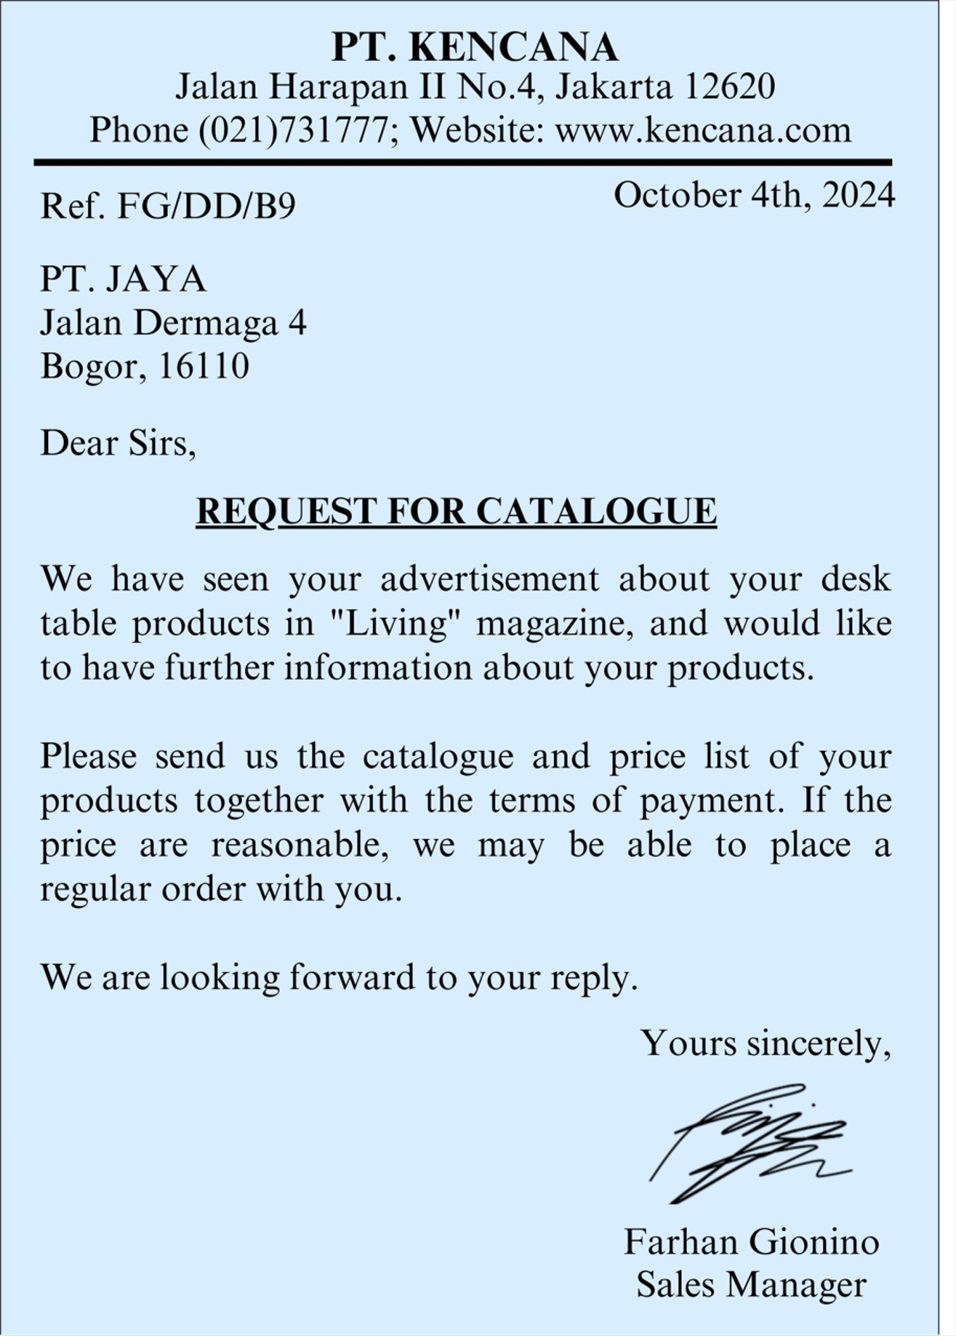 PT. KENCANA
Jalan Harapan II No.4, Jakarta 12620
Phone (021)731777; Website: www.kencana.com
Ref. FG/DD/B9
October 4th, 2024
PT. JAYA
Jalan Dermaga 4
Bogor, 16110
Dear Sirs,
REQUEST FOR CATALOGUE
We have seen your advertisement about your desk
table products in "Living" magazine, and would like
to have further information about your products.
Please send us the catalogue and price list of your
products together with the terms of payment. If the
price are reasonable, we may be able to place a
regular order with you.
We are looking forward to your reply.
Yours sincerely,
Farhan Gionino
Sales Manager